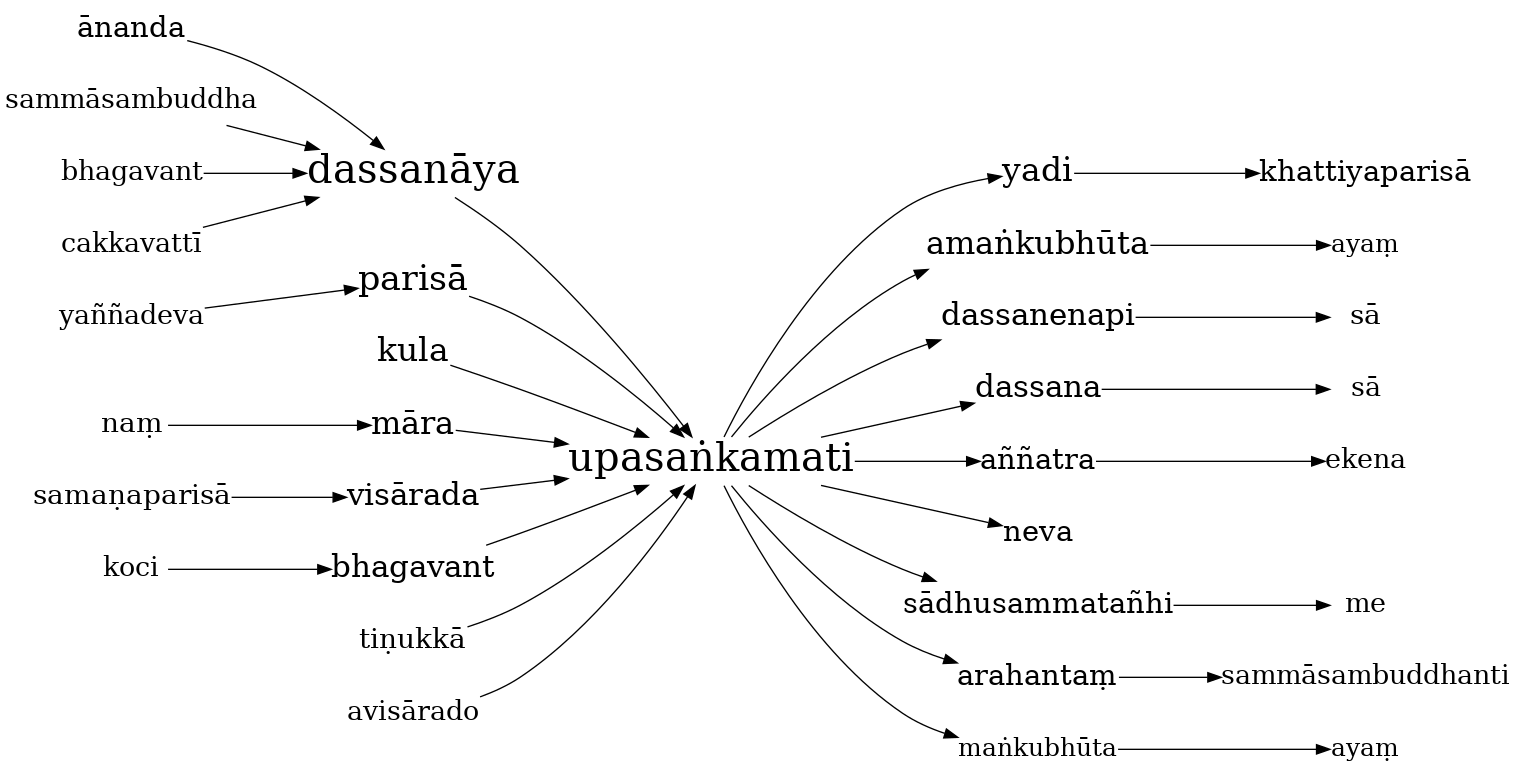 ānanda
sammāsambuddha
bhagavant
cakkavattī
yaññadeva
naṃ
samaṇaparisā
koci
dassanāya
parisā
kula
māra
visārada
bhagavant
tiṇukkā
avisārado
upasaṅkamati
yadi
amaṅkubhūta
dassanenapi
dassana
aññatra
neva
sādhusammatañhi
arahantaṃ
maṅkubhūta
khattiyaparisā
ayaṃ
sā
sā
ekena
me
sammāsambuddhanti
ayaṃ